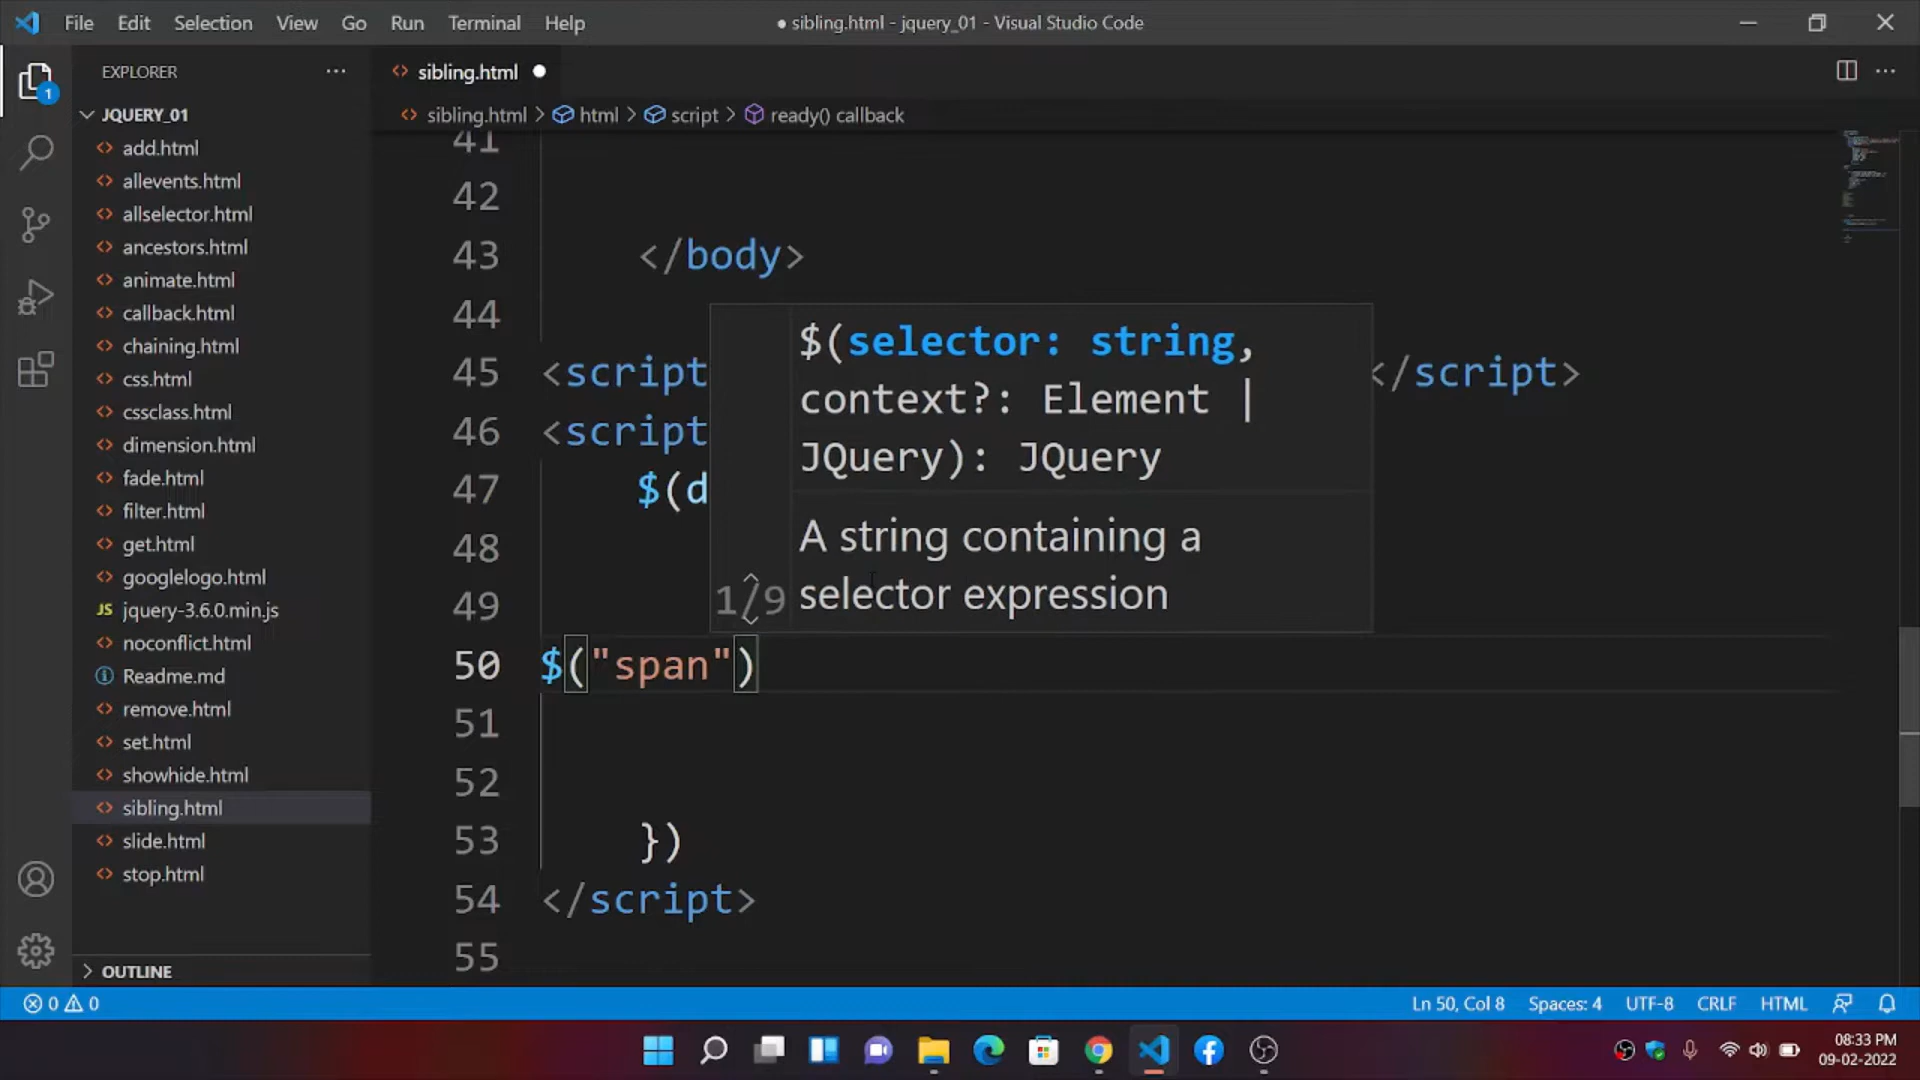 File Edit Selection View Go Run Terminal Help
● sibling.html - jquery_01 - Visual Studio Code
EXPLORER ···
1
JQUERY_01
<> add.html
<> allevents.html
<> allselector.html
<> ancestors.html
<> animate.html
<> callback.html
<> chaining.html
<> css.html
<> cssclass.html
<> dimension.html
<> fade.html
<> filter.html
<> get.html
<> googlelogo.html
JS jquery-3.6.0.min.js
<> noconflict.html
Readme.md
<> remove.html
<> set.html
<> showhide.html
<> sibling.html
<> slide.html
<> stop.html
OUTLINE
<> sibling.html ●
<> sibling.html > html > script > ready() callback
41
42
43 </body>
44
45 <script </script>
46 <script
47 $(d
48
49
50 $("span")
51
52
53 })
54 </script>
55
$(selector: string,
context?: Element |
JQuery): JQuery
A string containing a
selector expression
1/9
0 0
Ln 50, Col 8 Spaces: 4 UTF-8 CRLF HTML
08:33 PM
09-02-2022